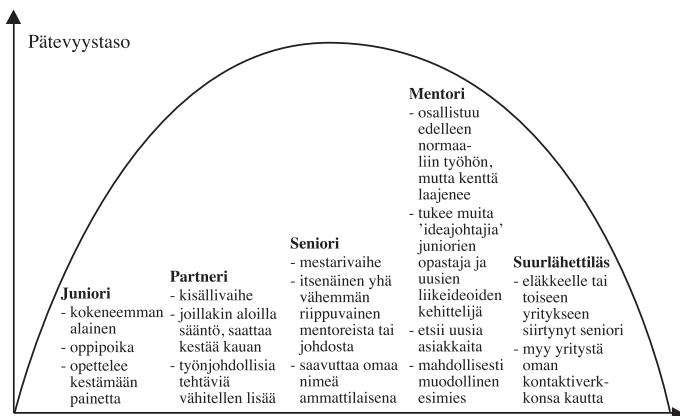 Pätevyystaso
Juniori
- kokeneemman
alainen
- oppipoika
- opettelee
kestämään
painetta
Partneri
- kisällivaihe
- joillakin aloilla
sääntö, saattaa
kestää kauan
- työnjohdollisia
tehtäviä
vähitellen lisää
Seniori
- mestarivaihe
- itsenäinen yhä
vähemmän
riippuvainen
mentoreista tai
johdosta
- saavuttaa omaa
nimeä
ammattilaisena
Mentori
- osallistuu
edelleen
normaa-
liin työhön,
mutta kenttä
laajenee
- tukee muita
'ideajohtajia'
juniorien
opastaja ja
uusien
liikeideoiden
kehittelijä
- etsii uusia
asiakkaita
- mahdollisesti
muodollinen
esimies
Suurlähettiläs
- eläkkeelle tai
toiseen
yritykseen
siirtynyt seniori
- myy yritystä
oman
kontaktiverk-
konsa kautta